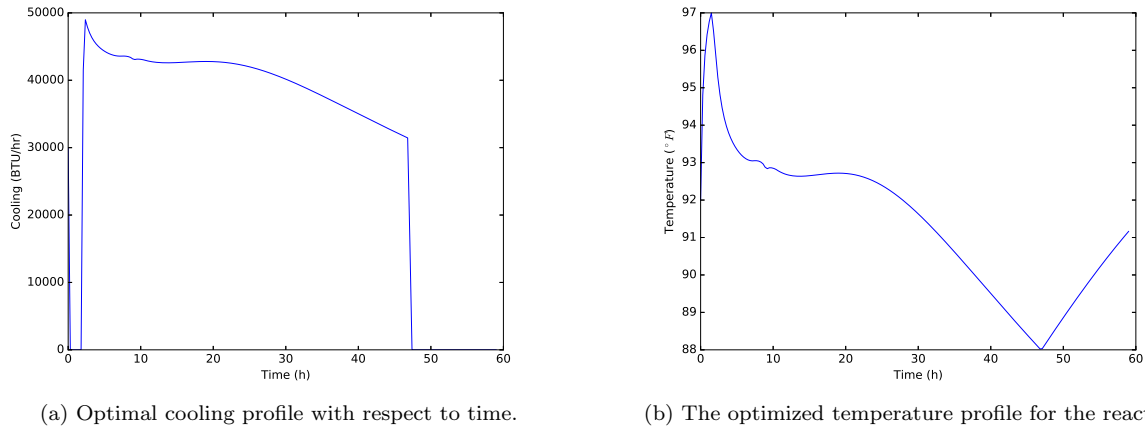 50000
40000
30000
20000
10000
0
Cooling (BTU/hr)
0 10 20 30 40 50 60
Time (h)
(a) Optimal cooling profile with respect to time.
97
96
95
94
93
92
91
90
89
88
Temperature (°F)
0 10 20 30 40 50 60
Time (h)
(b) The optimized temperature profile for the reac